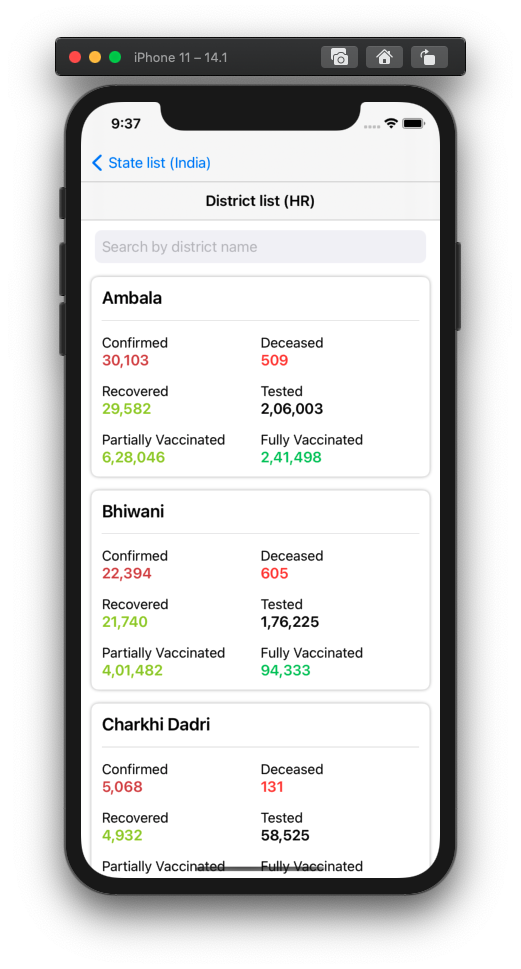 iPhone 11 – 14.1
9:37
State list (India)
District list (HR)
Search by district name
Ambala
Confirmed Deceased
30,103 509
Recovered Tested
29,582 2,06,003
Partially Vaccinated Fully Vaccinated
6,28,046 2,41,498
Bhiwani
Confirmed Deceased
22,394 605
Recovered Tested
21,740 1,76,225
Partially Vaccinated Fully Vaccinated
4,01,482 94,333
Charkhi Dadri
Confirmed Deceased
5,068 131
Recovered Tested
4,932 58,525
Partially Vaccinated Fully Vaccinated